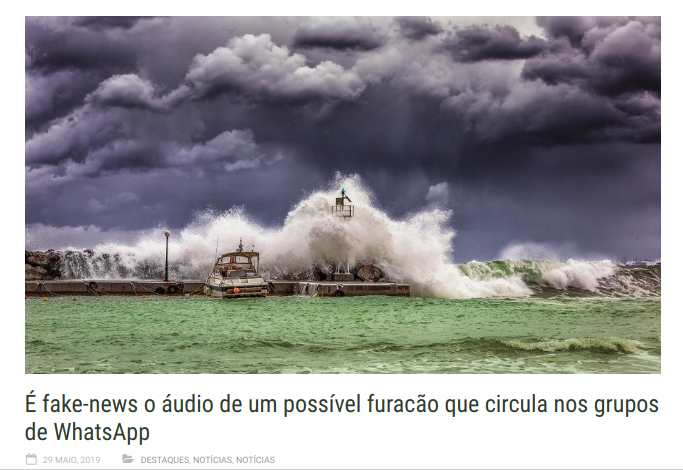 É fake-news o áudio de um possível furacão que circula nos grupos
de WhatsApp
29 MAIO, 2019 DESTAQUES, NOTÍCIAS, NOTÍCIAS